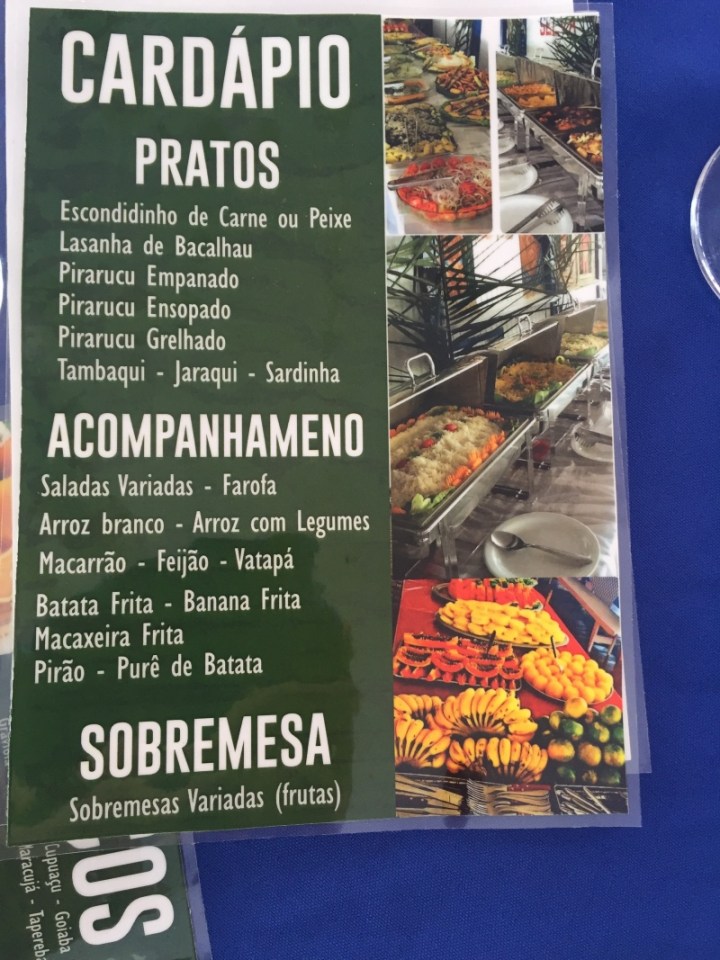 CARDÁPIO
PRATOS
Escondidinho de Carne ou Peixe
Lasanha de Bacalhau
Pirarucu Empanado
Pirarucu Ensopado
Pirarucu Grelhado
Tambaqui - Jaraqui - Sardinha
ACOMPANHAMENO
Saladas Variadas - Farofa
Arroz branco - Arroz com Legumes
Macarrão - Feijão - Vatapá
Batata Frita - Banana Frita
Macaxeira Frita
Pirão - Purê de Batata
SOBREMESA
Sobremesas Variadas (frutas)
Cupuaçu - Goiaba
Maracujá - Tapereba